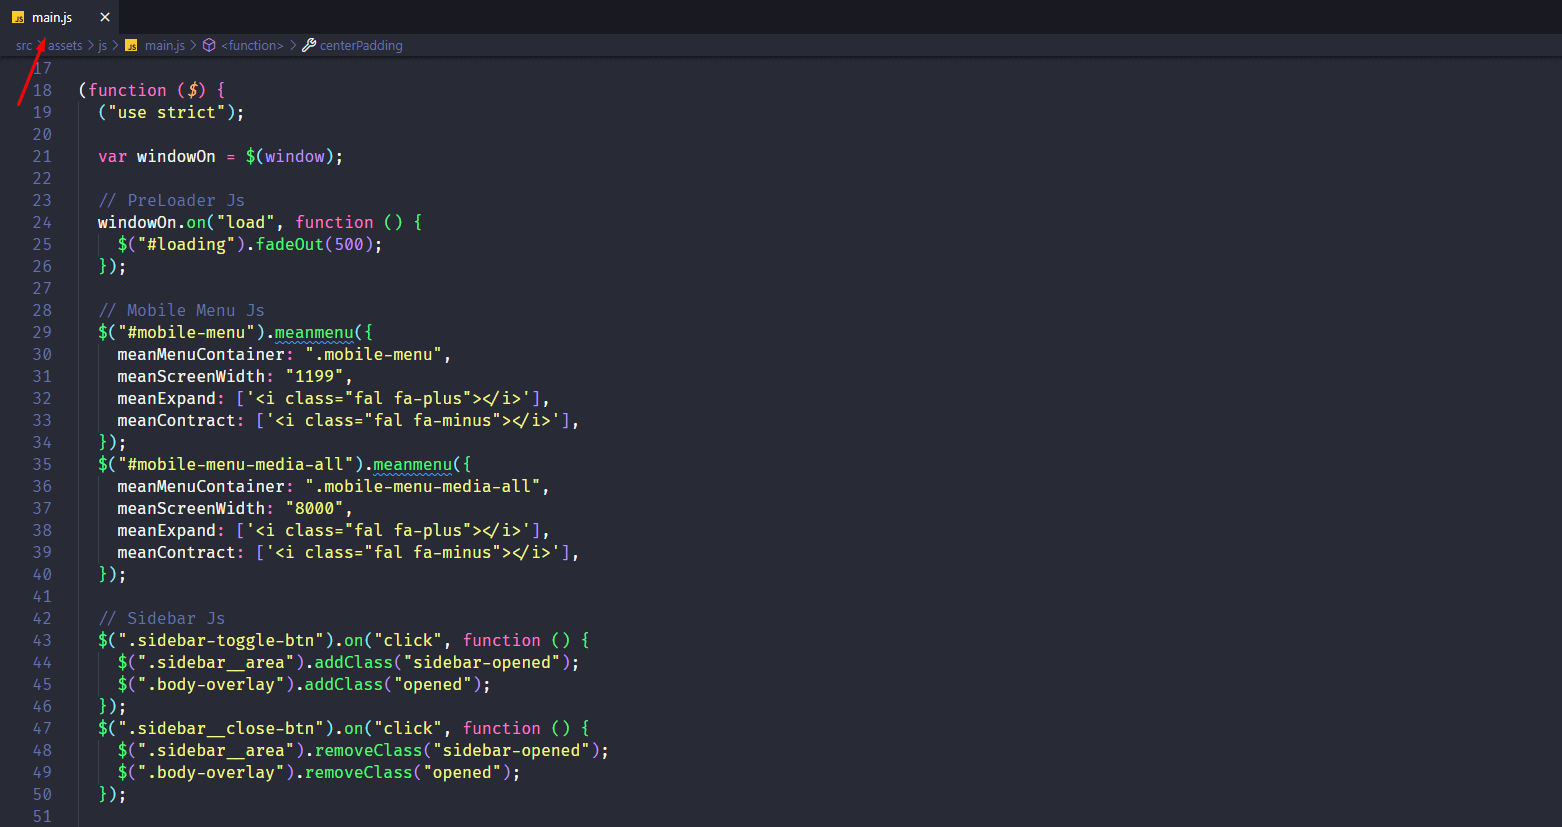 JS main.js ×
src > assets > js > JS main.js > <function> > centerPadding
17
18 (function ($) {
19 ("use strict");
20
21 var windowOn = $(window);
22
23 // PreLoader Js
24 windowOn.on("load", function () {
25 $("#loading").fadeOut(500);
26 });
27
28 // Mobile Menu Js
29 $("#mobile-menu").meanmenu({
30 meanMenuContainer: ".mobile-menu",
31 meanScreenWidth: "1199",
32 meanExpand: ['<i class="fal fa-plus"></i>'],
33 meanContract: ['<i class="fal fa-minus"></i>'],
34 });
35 $("#mobile-menu-media-all").meanmenu({
36 meanMenuContainer: ".mobile-menu-media-all",
37 meanScreenWidth: "8000",
38 meanExpand: ['<i class="fal fa-plus"></i>'],
39 meanContract: ['<i class="fal fa-minus"></i>'],
40 });
41
42 // Sidebar Js
43 $(".sidebar-toggle-btn").on("click", function () {
44 $(".sidebar__area").addClass("sidebar-opened");
45 $(".body-overlay").addClass("opened");
46 });
47 $(".sidebar__close-btn").on("click", function () {
48 $(".sidebar__area").removeClass("sidebar-opened");
49 $(".body-overlay").removeClass("opened");
50 });
51